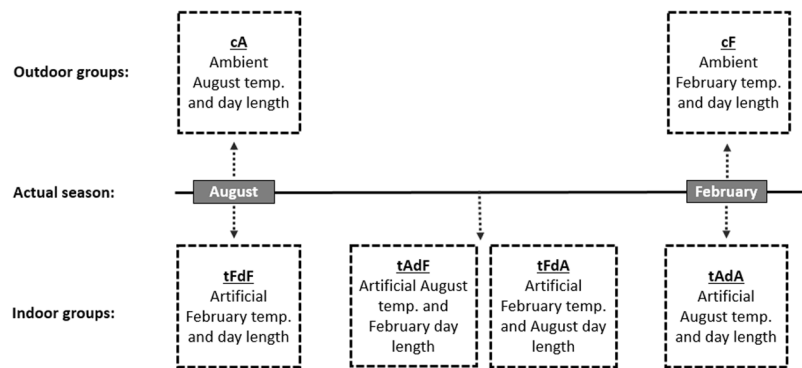 Outdoor groups:
cA
Ambient
August temp.
and day length
cF
Ambient
February temp.
and day length
Actual season:
August
February
Indoor groups:
tFdF
Artificial
February temp.
and day length
tAdF
Artificial August
temp. and
February day
length
tFdA
Artificial
February temp.
and August day
length
tAdA
Artificial
August temp.
and day length